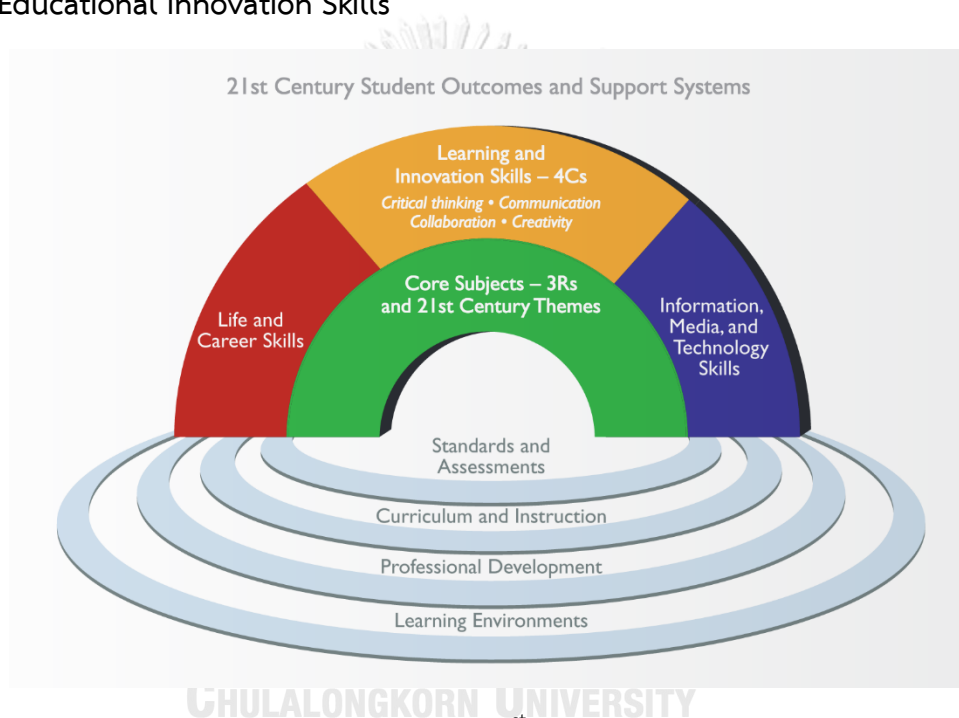 Educational Innovation Skills
21st Century Student Outcomes and Support Systems
Learning and
Innovation Skills – 4Cs
Critical thinking • Communication
Collaboration • Creativity
Core Subjects – 3Rs
and 21st Century Themes
Life and
Career Skills
Information,
Media, and
Technology
Skills
Standards and
Assessments
Curriculum and Instruction
Professional Development
Learning Environments
CHULALONGKORN UNIVERSITY
st